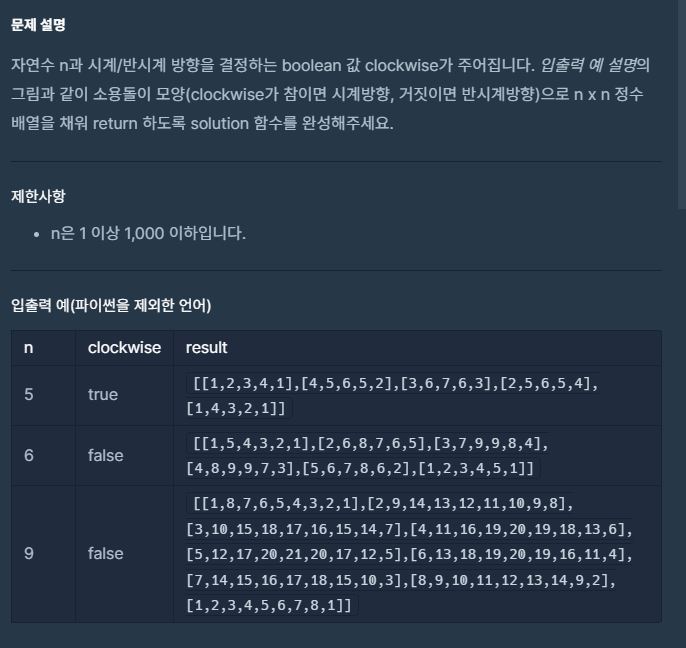 문제 설명
자연수 n과 시계/반시계 방향을 결정하는 boolean 값 clockwise가 주어집니다. 입출력 예 설명의
그림과 같이 소용돌이 모양(clockwise가 참이면 시계방향, 거짓이면 반시계방향)으로 n x n 정수
배열을 채워 return 하도록 solution 함수를 완성해주세요.
제한사항
• n은 1 이상 1,000 이하입니다.
입출력 예(파이썬을 제외한 언어)
n clockwise result
5 true [[1,2,3,4,1],[4,5,6,5,2],[3,6,7,6,3],[2,5,6,5,4],
[1,4,3,2,1]]
6 false [[1,5,4,3,2,1],[2,6,8,7,6,5],[3,7,9,9,8,4],
[4,8,9,9,7,3],[5,6,7,8,6,2],[1,2,3,4,5,1]]
9 false [[1,8,7,6,5,4,3,2,1],[2,9,14,13,12,11,10,9,8],
[3,10,15,18,17,16,15,14,7],[4,11,16,19,20,19,18,13,6],
[5,12,17,20,21,20,17,12,5],[6,13,18,19,20,19,16,11,4],
[7,14,15,16,17,18,15,10,3],[8,9,10,11,12,13,14,9,2],
[1,2,3,4,5,6,7,8,1]]